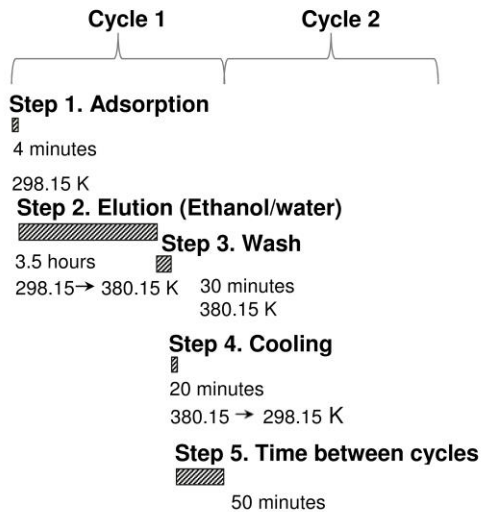 Cycle 1
Cycle 2
Step 1. Adsorption
4 minutes
298.15 K
Step 2. Elution (Ethanol/water)
3.5 hours
298.15→ 380.15 K
Step 3. Wash
30 minutes
380.15 K
Step 4. Cooling
20 minutes
380.15 → 298.15 K
Step 5. Time between cycles
50 minutes